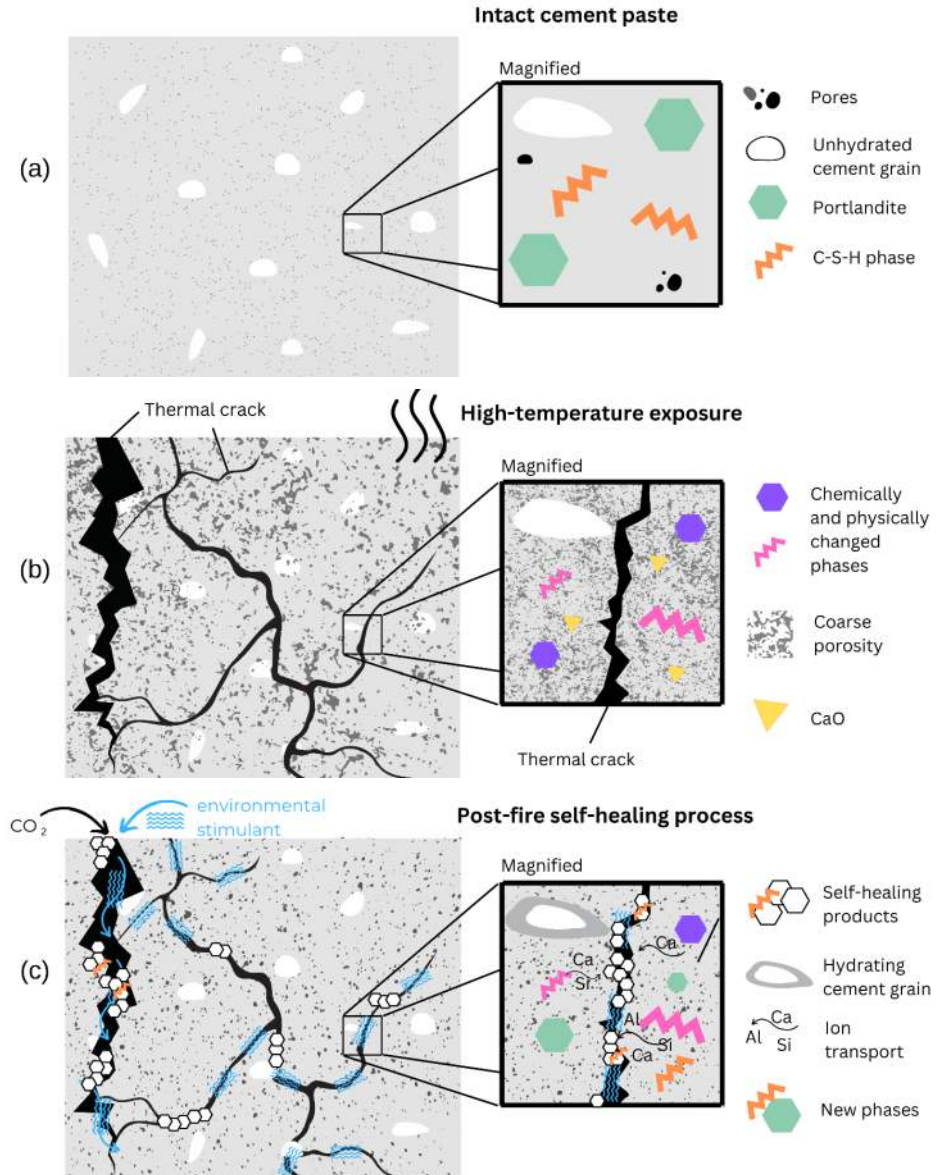 Intact cement paste
Magnified
(a)
Pores
Unhydrated
cement grain
Portlandite
C-S-H phase
Thermal crack
High-temperature exposure
Magnified
(b)
Chemically
and physically
changed
phases
Coarse
porosity
CaO
Thermal crack
CO2
environmental
stimulant
Post-fire self-healing process
Magnified
(c)
Ca
Ca
Si
Al
Si
Ca
Self-healing
products
Hydrating
cement grain
Ca
Al
Si
Ion
transport
New phases